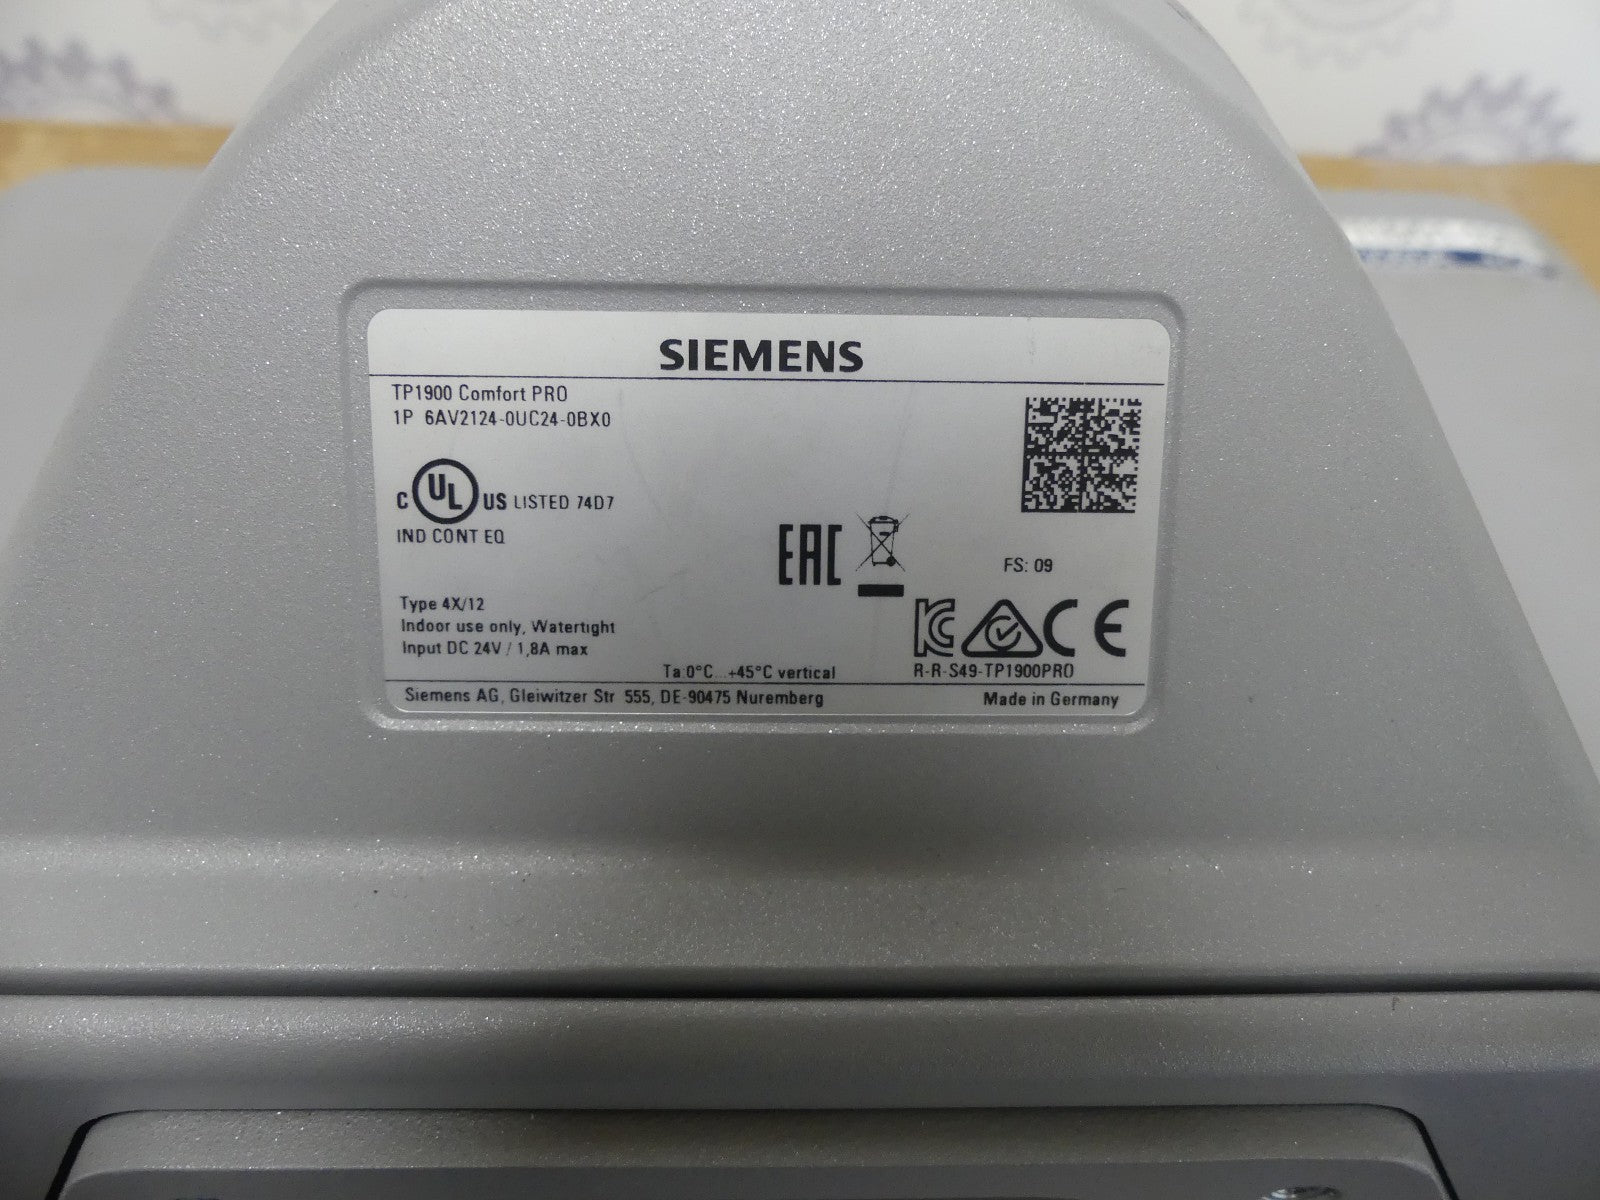 SIEMENS
TP1900 Comfort PRO
1P 6AV2124-0UC24-0BX0
C UL US LISTED 74D7
IND CONT EQ
EAC
FS: 09
Type 4X/12
Indoor use only, Watertight
Input DC 24V / 1,8A max
KC CE
Ta:0°C...+45°C vertical
R-R-S49-TP1900PRO
Siemens AG, Gleiwitzer Str. 555, DE-90475 Nuremberg
Made in Germany